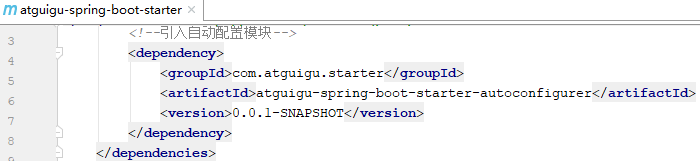 atguigu-spring-boot-starter
3 <!--引入自动配置模块-->
4 <dependency>
5 <groupId>com.atguigu.starter</groupId>
6 <artifactId>atguigu-spring-boot-starter-autoconfigurer</artifactId>
7 <version>0.0.1-SNAPSHOT</version>
8 </dependency>
</dependencies>